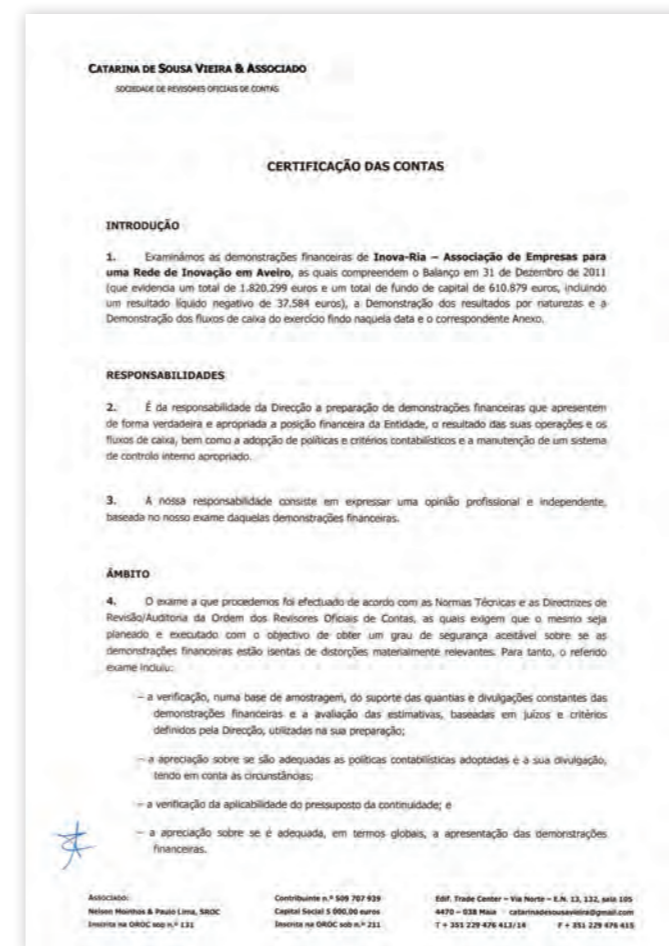 CATARINA DE SOUSA VIEIRA & ASSOCIADO
SOCIEDADE DE REVISORES OFICIAIS DE CONTAS
CERTIFICAÇÃO DAS CONTAS
INTRODUÇÃO
1. Examinámos as demonstrações financeiras de Inova-Ria – Associação de Empresas para
uma Rede de Inovação em Aveiro, as quais compreendem o Balanço em 31 de Dezembro de 2011
(que evidencia um total de 1.820.299 euros e um total de fundo de capital de 610.879 euros, incluindo
um resultado líquido negativo de 37.584 euros), a Demonstração dos resultados por naturezas e a
Demonstração dos fluxos de caixa do exercício findo naquela data e o correspondente Anexo.
RESPONSABILIDADES
2. É da responsabilidade da Direcção a preparação de demonstrações financeiras que apresentem
de forma verdadeira e apropriada a posição financeira da Entidade, o resultado das suas operações e os
fluxos de caixa, bem como a adopção de políticas e critérios contabilísticos e a manutenção de um sistema
de controlo interno apropriado.
3. A nossa responsabilidade consiste em expressar uma opinião profissional e independente,
baseada no nosso exame daquelas demonstrações financeiras.
ÂMBITO
4. O exame a que procedemos foi efectuado de acordo com as Normas Técnicas e as Directrizes de
Revisão/Auditoria da Ordem dos Revisores Oficiais de Contas, as quais exigem que o mesmo seja
planeado e executado com o objectivo de obter um grau de segurança aceitável sobre se as
demonstrações financeiras estão isentas de distorções materialmente relevantes. Para tanto, o referido
exame incluiu:
– a verificação, numa base de amostragem, do suporte das quantias e divulgações constantes das
demonstrações financeiras e a avaliação das estimativas, baseadas em juízos e critérios
definidos pela Direcção, utilizadas na sua preparação;
– a apreciação sobre se são adequadas as políticas contabilísticas adoptadas e a sua divulgação,
tendo em conta as circunstâncias;
– a verificação da aplicabilidade do pressuposto da continuidade; e
– a apreciação sobre se é adequada, em termos globais, a apresentação das demonstrações
financeiras.
Associado:
Nelson Moinhos & Paulo Lima, SROC
Inscrita na OROC sob n.º 131
Contribuinte n.º 509 707 939
Capital Social 5 000,00 euros
Inscrita na OROC sob n.º 211
Edif. Trade Center – Via Norte – E.N. 13, 132, sala 105
4470 – 038 Maia catarinadesousavieira@gmail.com
T + 351 229 476 413/14 F + 351 229 476 415